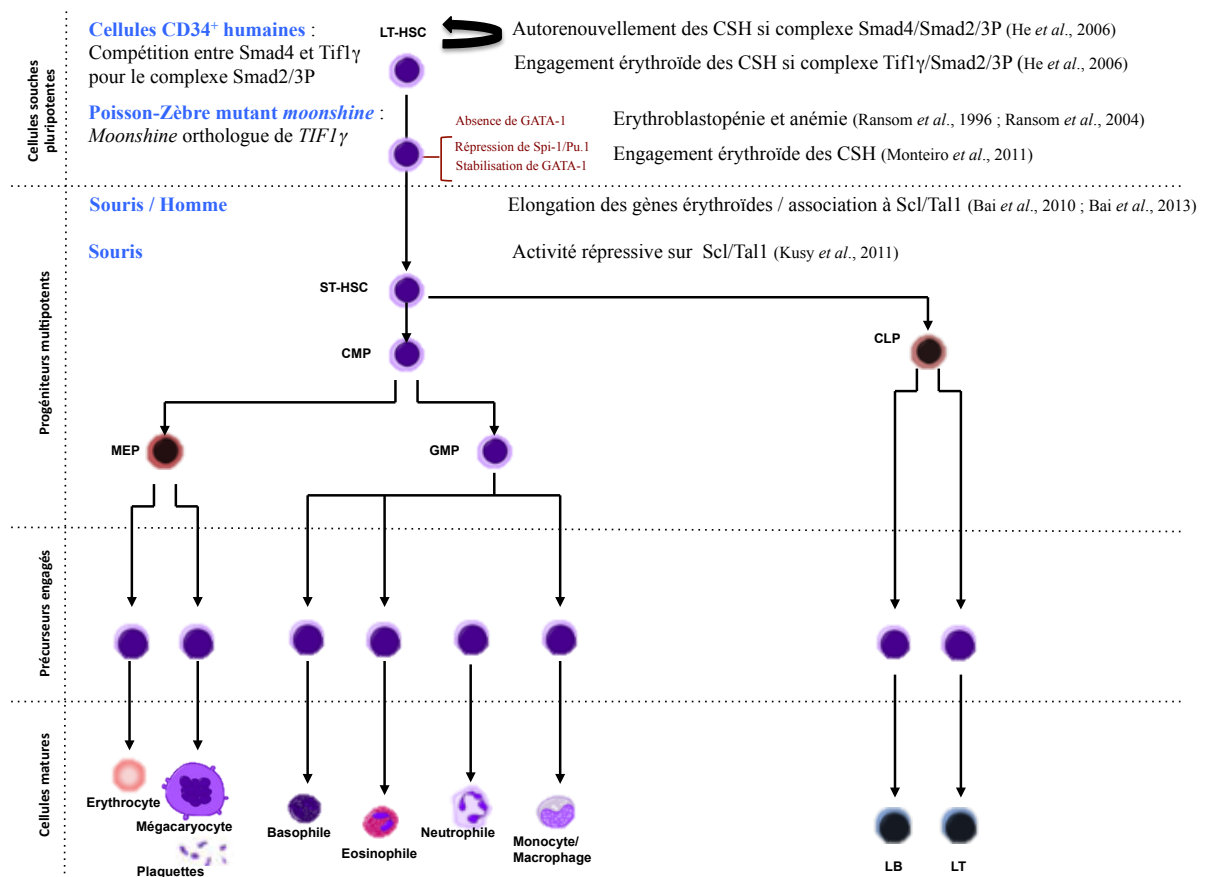 Cellules souches
pluripotentes
Cellules CD34+ humaines :
Compétition entre Smad4 et Tif1γ
pour le complexe Smad2/3P
LT-HSC
Autorenouvellement des CSH si complexe Smad4/Smad2/3P (He et al., 2006)
Engagement érythroïde des CSH si complexe Tif1γ/Smad2/3P (He et al., 2006)
Poisson-Zèbre mutant moonshine :
Moonshine orthologue de TIF1γ
Absence de GATA-1
Erythroblastopénie et anémie (Ransom et al., 1996 ; Ransom et al., 2004)
Répression de Spi-1/Pu.1
Stabilisation de GATA-1
Engagement érythroïde des CSH (Monteiro et al., 2011)
Progéniteurs multipotents
Souris / Homme
Elongation des gènes érythroïdes / association à Scl/Tal1 (Bai et al., 2010 ; Bai et al., 2013)
Souris
Activité répressive sur Scl/Tal1 (Kusy et al., 2011)
ST-HSC
CMP
CLP
MEP
GMP
Précurseurs engagés
Cellules matures
Erythrocyte
Mégacaryocyte
Plaquettes
Basophile
Eosinophile
Neutrophile
Monocyte/
Macrophage
LB
LT